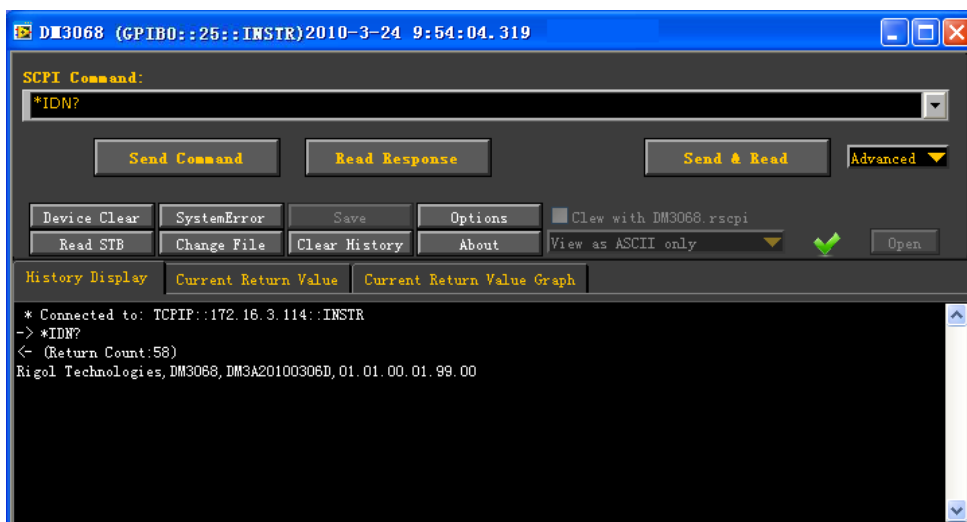 DM3068 (GPIB0::25::INSTR)2010-3-24 9:54:04.319
SCPI Command:
*IDN?
Send Command Read Response Send & Read Advanced
Device Clear SystemError Save Options Clew with DM3068.rscpi
Read STB Change File Clear History About View as ASCII only Open
History Display Current Return Value Current Return Value Graph
* Connected to: TCPIP::172.16.3.114::INSTR
-> *IDN?
<- (Return Count:58)
Rigol Technologies,DM3068,DM3A20100306D,01.01.00.01.99.00